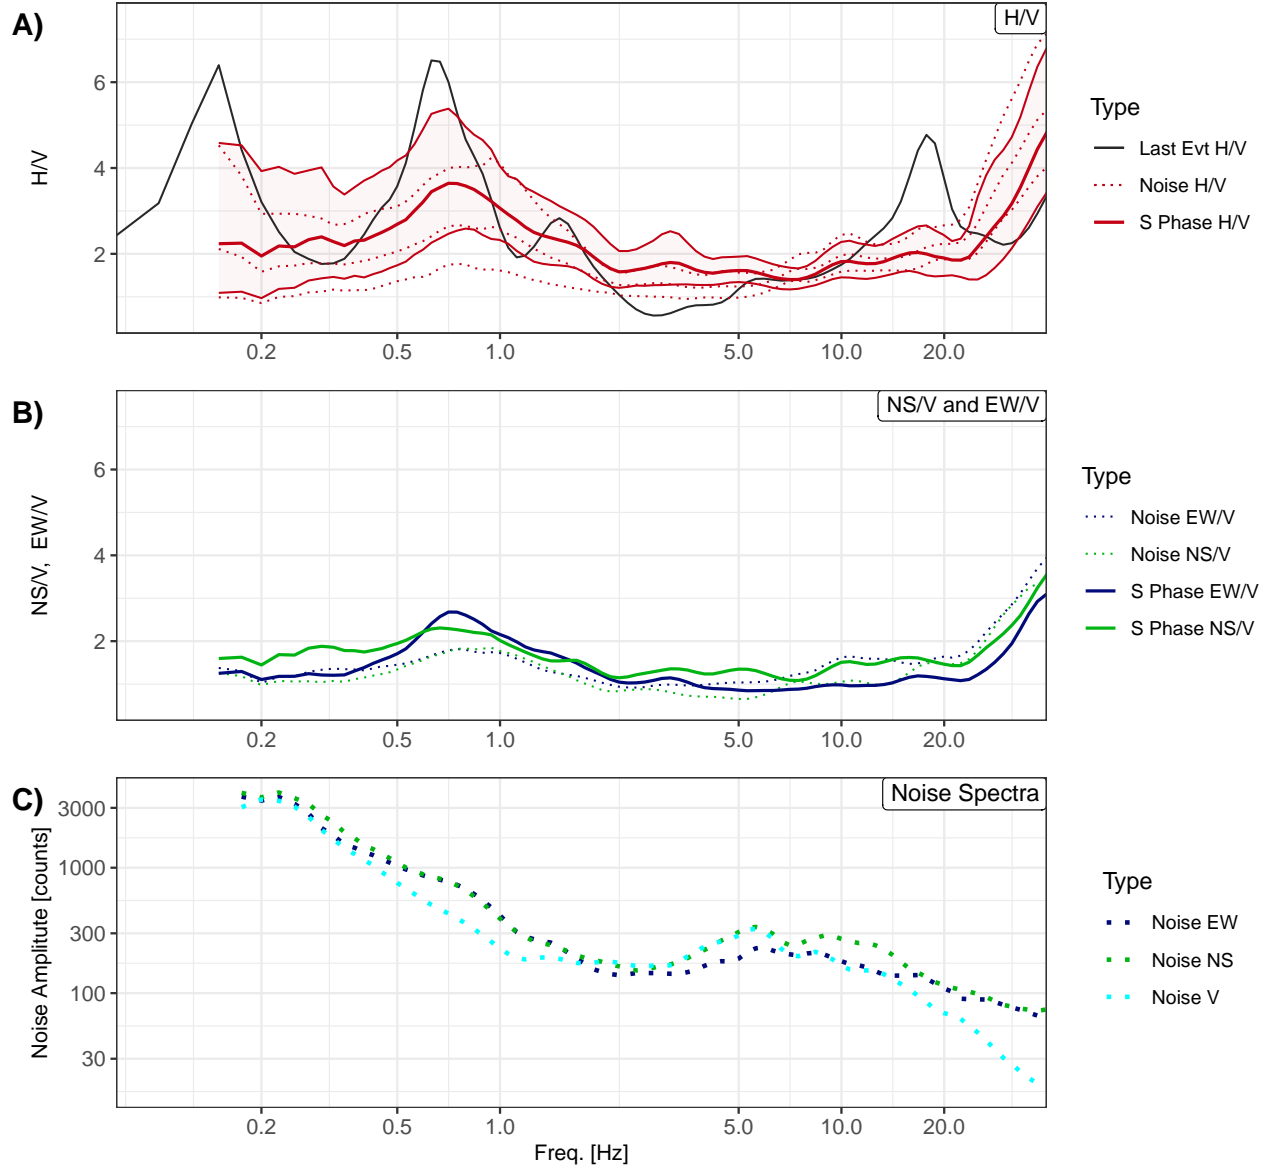 A)
H/V
6
4
2
H/V
0.2 0.5 1.0 5.0 10.0 20.0
Type
Last Evt H/V
Noise H/V
S Phase H/V
B)
NS/V and EW/V
6
4
2
NS/V, EW/V
0.2 0.5 1.0 5.0 10.0 20.0
Type
Noise EW/V
Noise NS/V
S Phase EW/V
S Phase NS/V
C)
Noise Spectra
3000
1000
300
100
30
Noise Amplitute [counts]
0.2 0.5 1.0 5.0 10.0 20.0
Freq. [Hz]
Type
Noise EW
Noise NS
Noise V